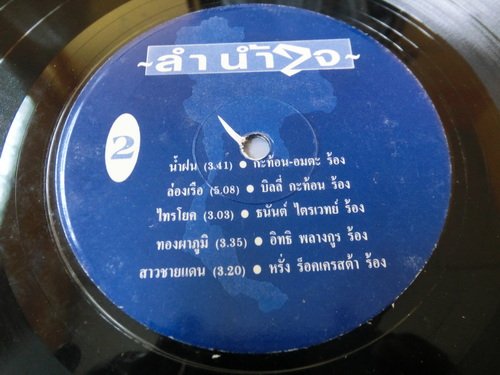 ~ลำนำใจ~
2
น้ำฝน (3.41) ● กะท้อน-อมตะ ร้อง
ล่องเรือ (5.08) ● บิลลี่ กะท้อน ร้อง
ไทรโยค (3.03) ● ธนันต์ ไตรเวทย์ ร้อง
ทองผาภูมิ (3.35) ● อิทธิ พลางกูร ร้อง
สาวชายแดน (3.20) ● หรั่ง ร็อคเครสต้า ร้อง